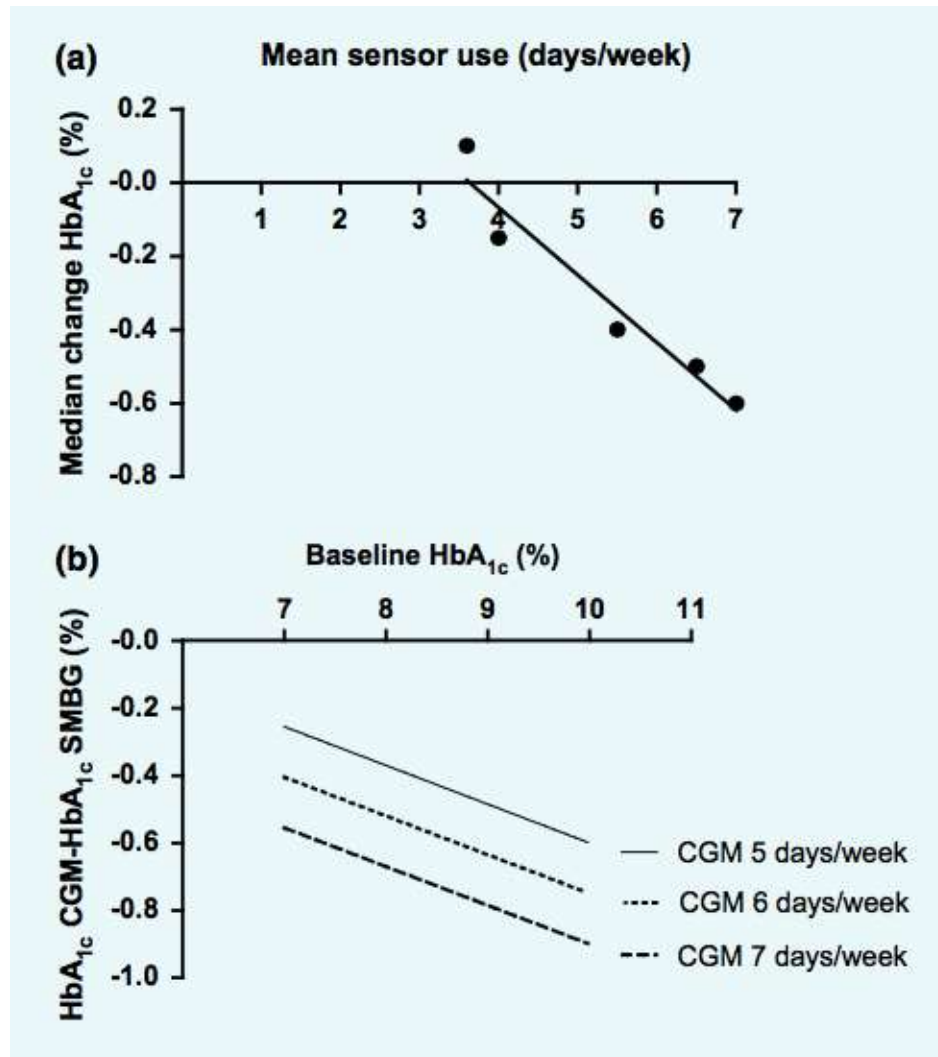 (a) Mean sensor use (days/week)
Median change HbA1c (%)
0.2
-0.0
-0.2
-0.4
-0.6
-0.8
1 2 3 4 5 6 7
(b) Baseline HbA1c (%)
7 8 9 10 11
HbA1c CGM-HbA1c SMBG (%)
-0.0
-0.2
-0.4
-0.6
-0.8
-1.0
CGM 5 days/week
CGM 6 days/week
CGM 7 days/week